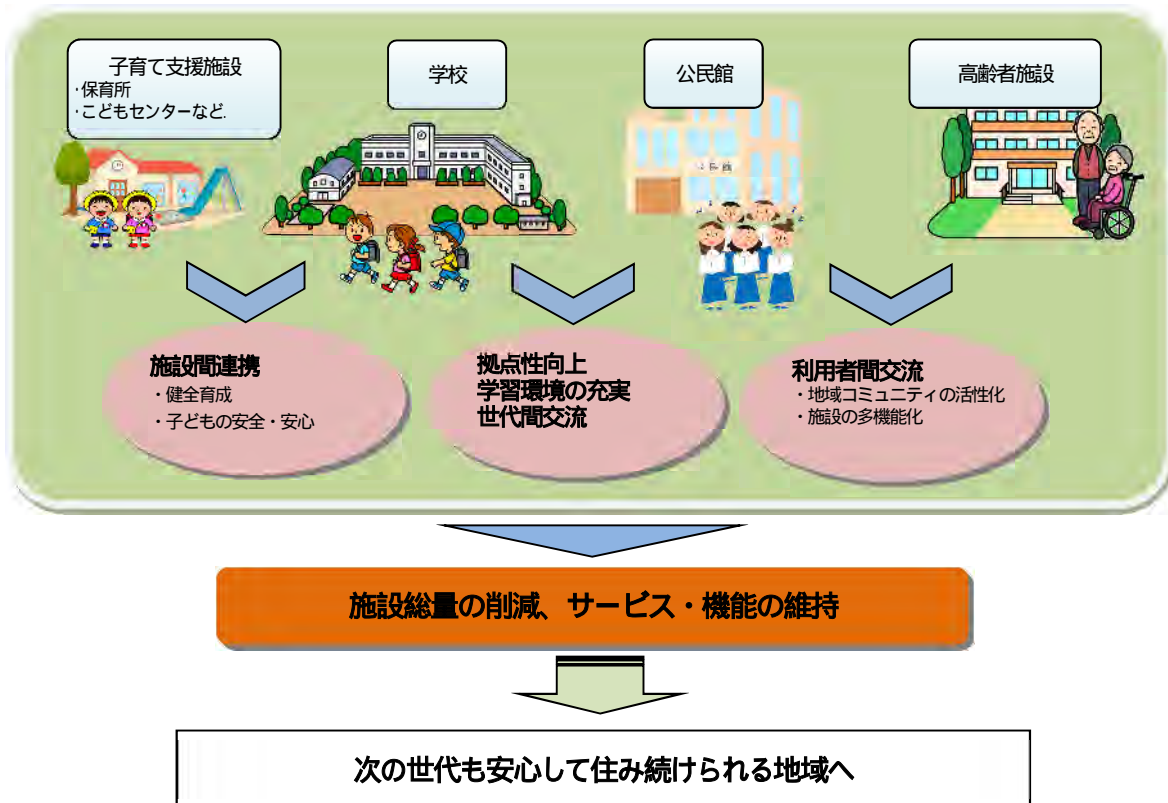 子育て支援施設
・保育所
・こどもセンターなど.
学校
公民館
高齢者施設
公民館
施設間連携
・健全育成
・子どもの安全・安心
拠点性向上
学習環境の充実
世代間交流
利用者間交流
・地域コミュニティの活性化
・施設の多機能化
施設総量の削減、サービス・機能の維持
次の世代も安心して住み続けられる地域へ